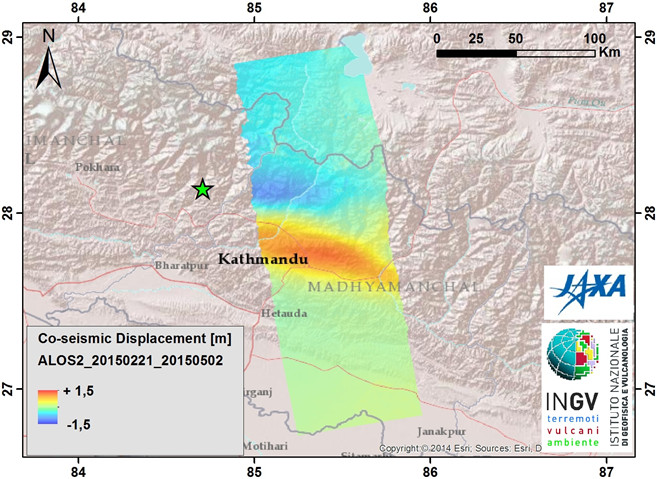 84
85
86
87
29
29
N
0
25
50
100
Km
Pokhara
28
28
Kathmandu
Bharatpur
MADHYAMANCHAL
Hetauda
JAXA
Co-seismic Displacement [m]
ALOS2_20150221_20150502
+ 1,5
-1,5
27
27
INGV
terremoti
vulcani
ambiente
ISTITUTO NAZIONALE
DI GEOFISICA E VULCANOLOGIA
Janakpur
Motihari
Copyright © 2014 Esri; Sources: Esri, D
84
85
86
87